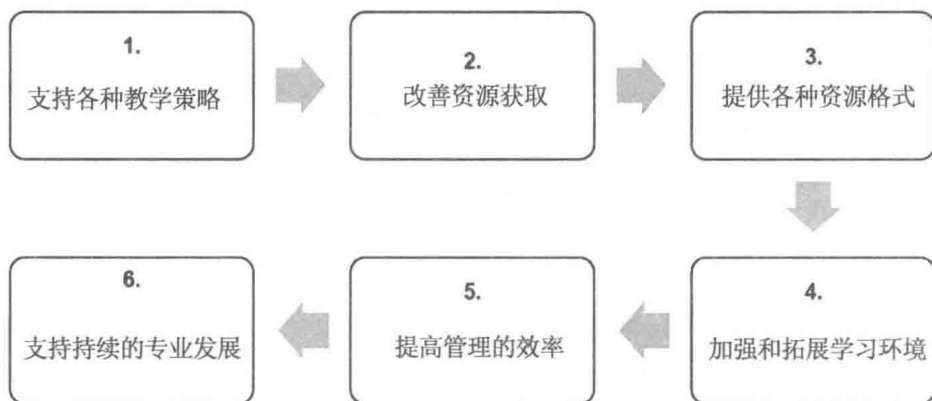 1.
支持各种教学策略
2.
改善资源获取
3.
提供各种资源格式
4.
加强和拓展学习环境
5.
提高管理的效率
6.
支持持续的专业发展